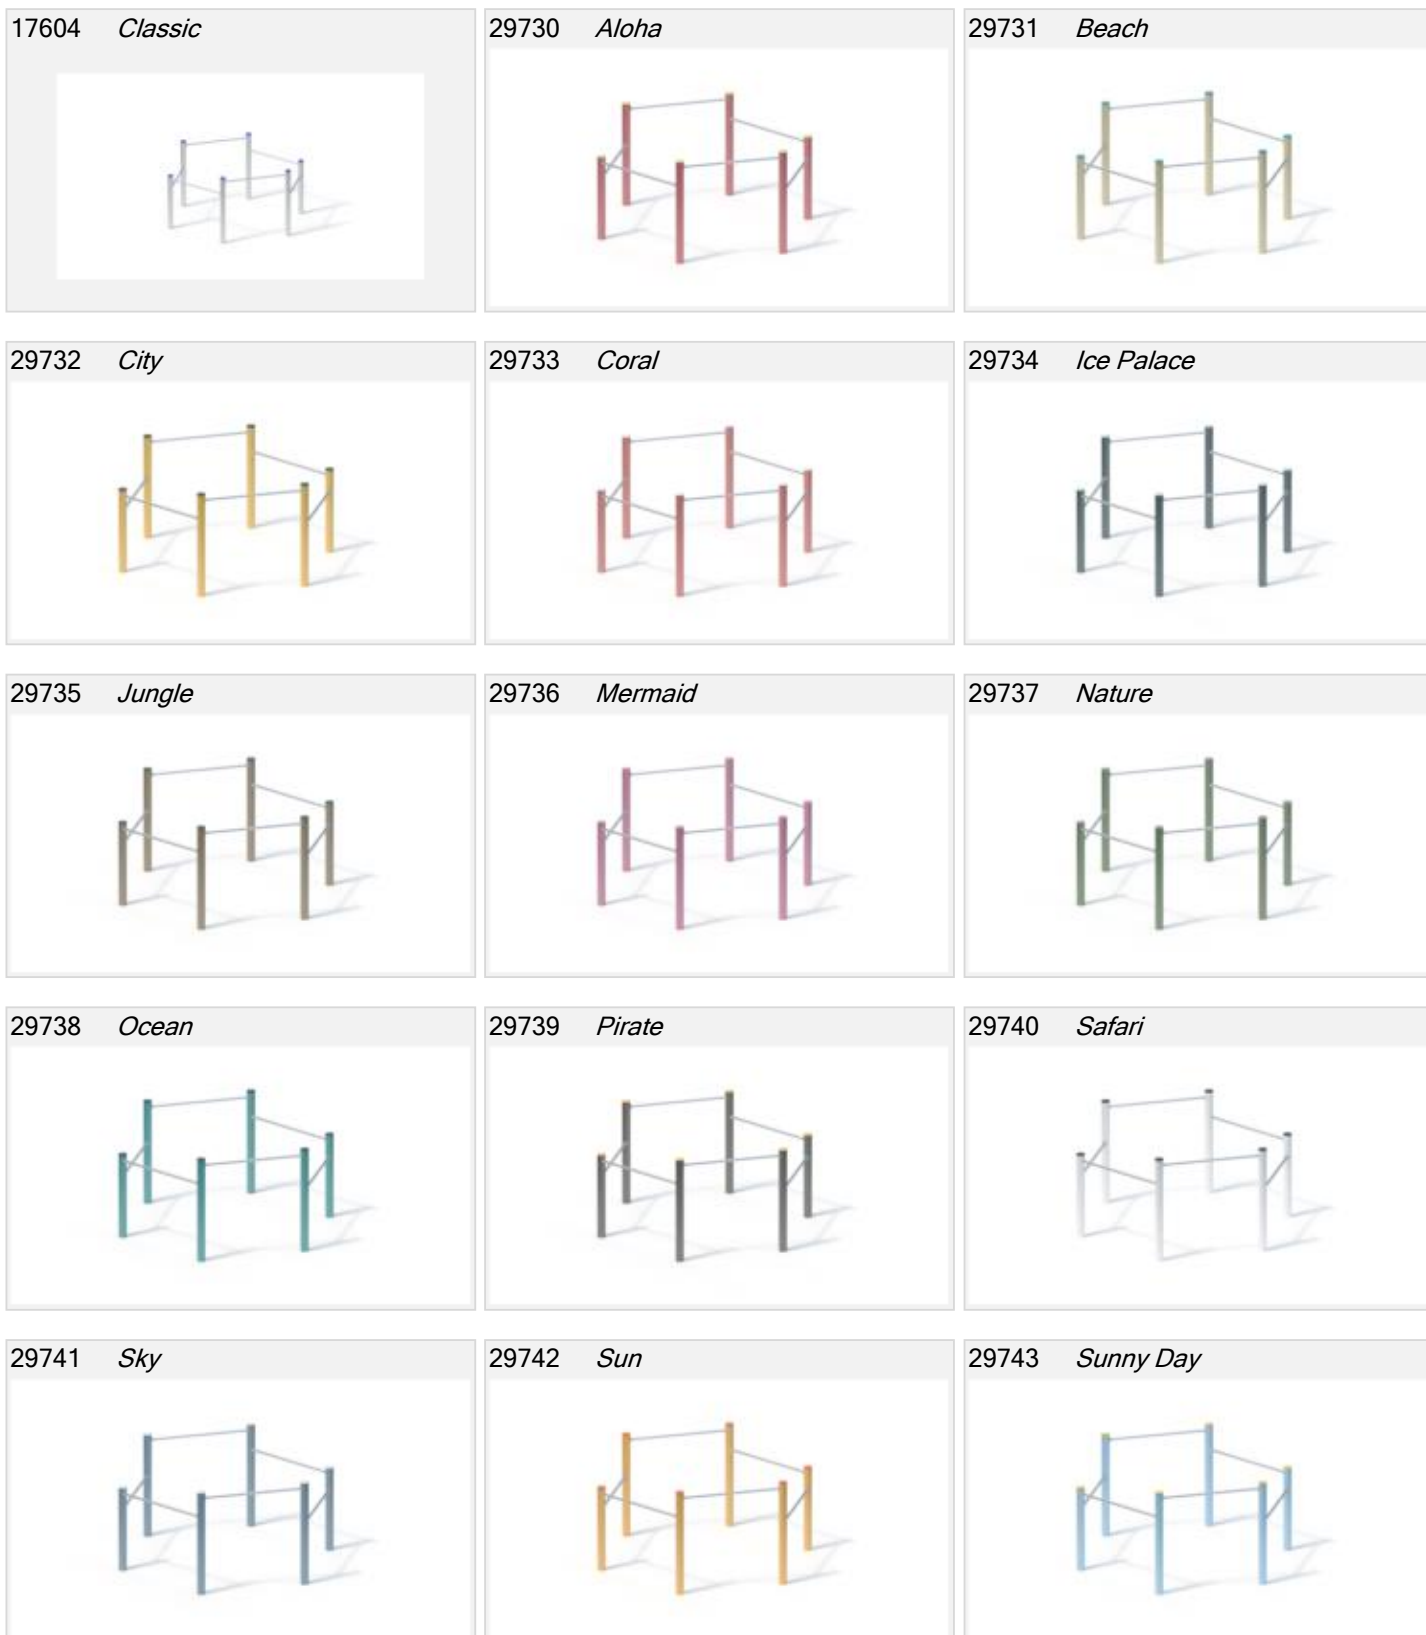 17604 Classic
29730 Aloha
29731 Beach
29732 City
29733 Coral
29734 Ice Palace
29735 Jungle
29736 Mermaid
29737 Nature
29738 Ocean
29739 Pirate
29740 Safari
29741 Sky
29742 Sun
29743 Sunny Day